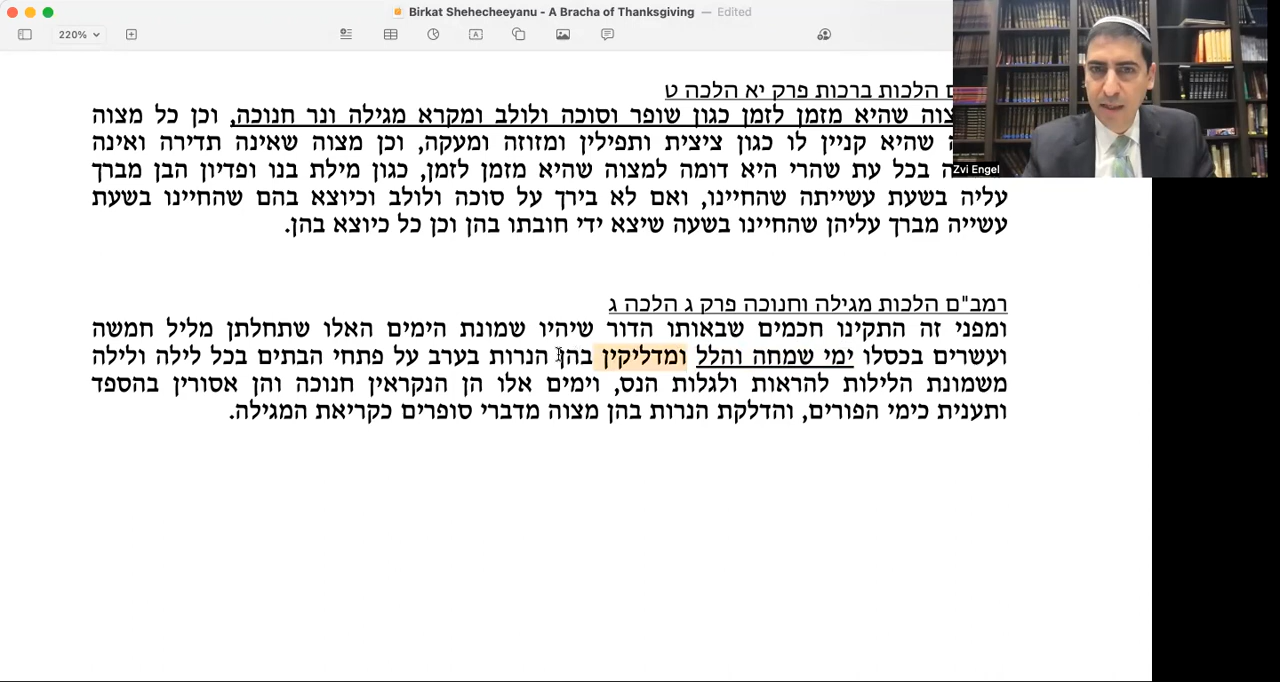 Birkat Shehecheeyanu - A Bracha of Thanksgiving — Edited
220%
הלכות ברכות פרק יא הלכה ט
שהיא מזמן לזמן כגון שופר וסוכה ולולב ומקרא מגילה ונר חנוכה, וכן כל מצוה
שהיא קניין לו כגון ציצית ותפילין ומזוזה ומעקה, וכן מצוה שאינה תדירה ואינה
בכל עת שהרי היא דומה למצוה שהיא מזמן לזמן, כגון מילת בנו ופדיון הבן מברך
עליה בשעת עשייתה שהחיינו, ואם לא בירך על סוכה ולולב וכיוצא בהם שהחיינו בשעת
עשייה מברך עליהן שהחיינו בשעה שיצא ידי חובתו בהן וכן כל כיוצא בהן.
רמב"ם הלכות מגילה וחנוכה פרק ג הלכה ג
ומפני זה התקינו חכמים שבאותו הדור שיהיו שמונת הימים האלו שתחלתן מליל חמשה
ועשרים בכסלו ימי שמחה והלל ומדליקין בהן הנרות בערב על פתחי הבתים בכל לילה ולילה
משמונת הלילות להראות ולגלות הנס, וימים אלו הן הנקראין חנוכה והן אסורין בהספד
ותענית כימי הפורים, והדלקת הנרות בהן מצוה מדברי סופרים כקריאת המגילה.
Zvi Engel